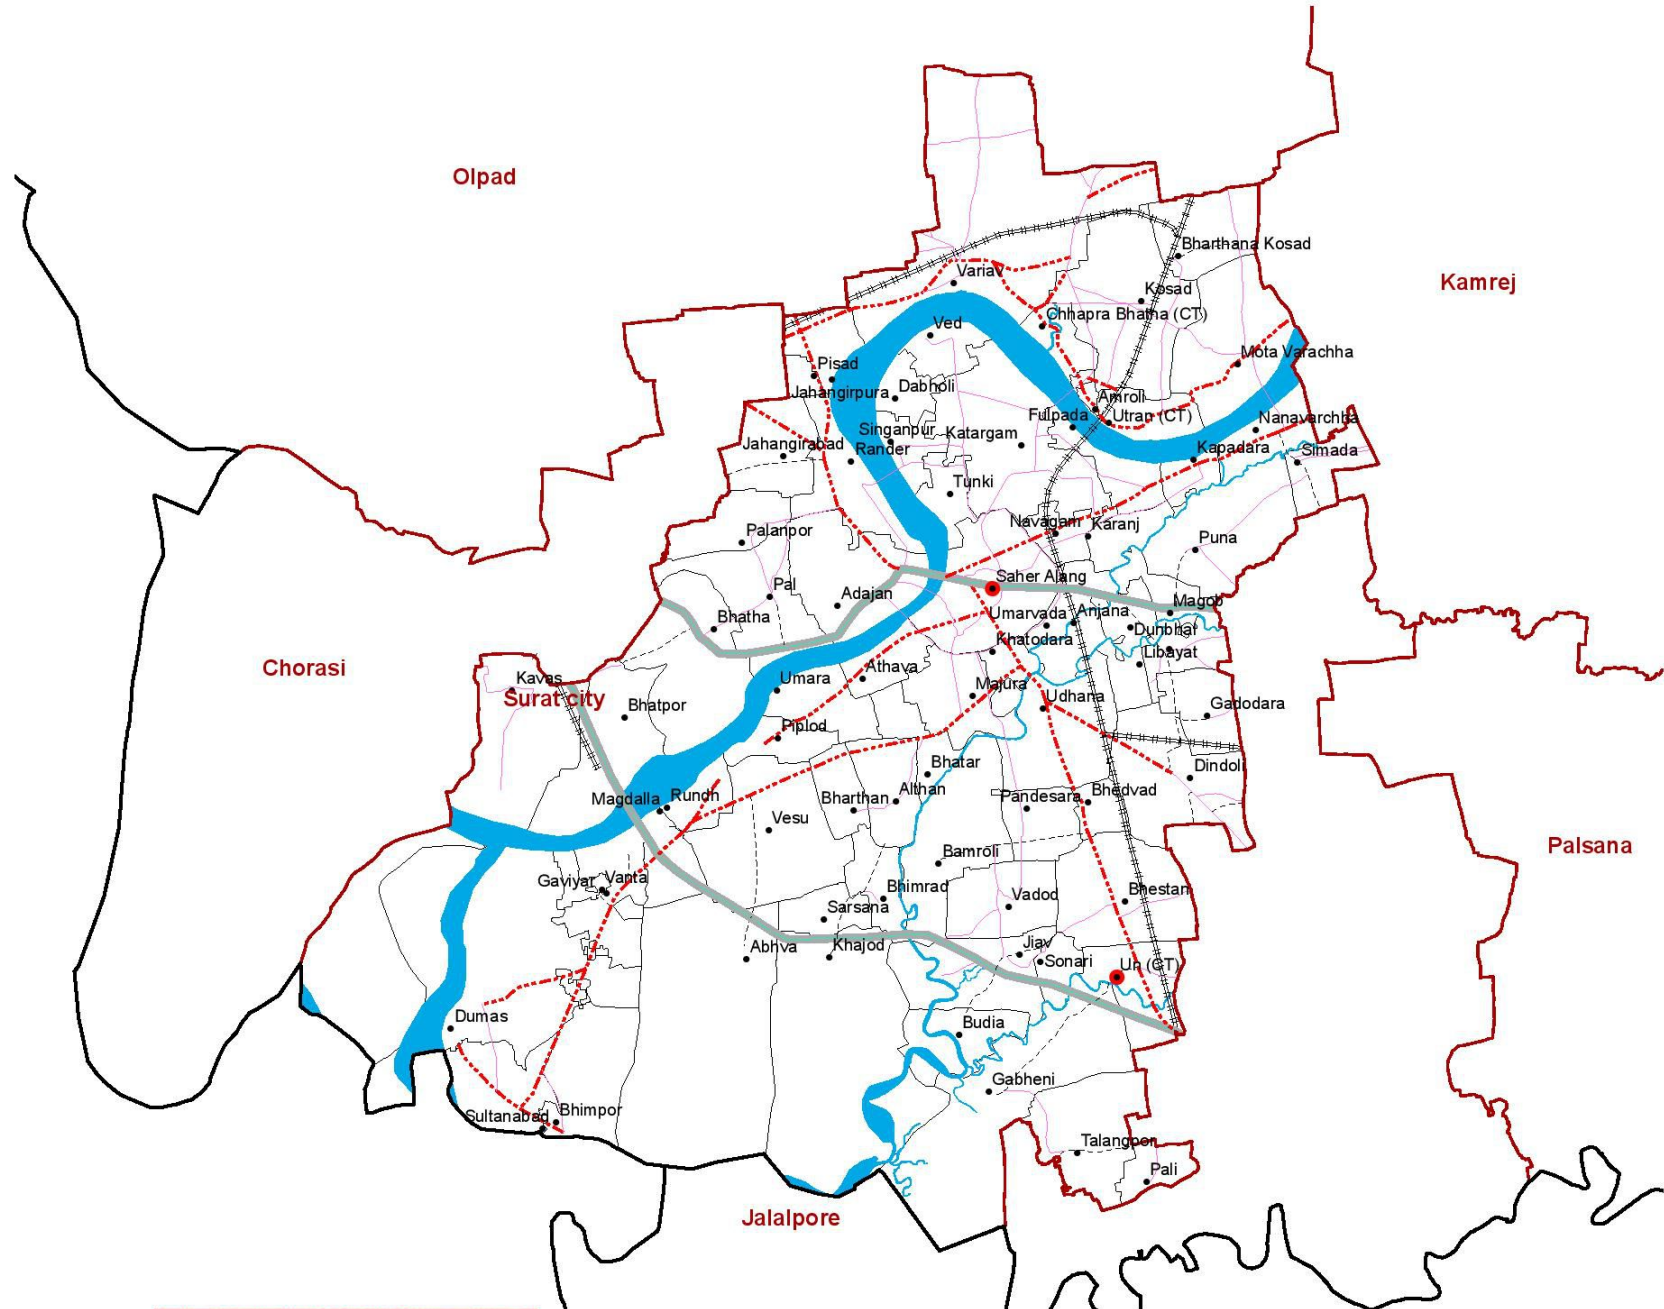 Olpad
Bharthana Kosad
Variav
Kamrej
Kosad
Chhapra Bhatha (CT)
Ved
Mota Varachha
Pisad
Dabholi
Jahangirpura
Amroli
Fulpada
Utran (CT)
Nanavarchha
Singanpur
Katargam
Jahangirabad
Rander
Kapadara
Simada
Tunki
Navagam
Karanj
Palanpor
Puna
Saher Alang
Pal
Adajan
Magob
Bhatha
Umarvada
Anjana
Dunbhal
Khatodara
Libayat
Chorasi
Athava
Kavas
Umara
Majura
Surat city
Udhana
Bhatpor
Gadodara
Piplod
Bhatar
Dindoli
Althan
Magdalla
Rundh
Bharthan
Pandesara
Bhedvad
Vesu
Palsana
Bamroli
Gaviyar
Vanta
Bhimrad
Bhestan
Sarsana
Vadod
Abhva
Khajod
Jiav
Sonari
Un (CT)
Dumas
Budia
Gabheni
Sultanabad
Bhimpor
Talangpor
Pali
Jalalpore